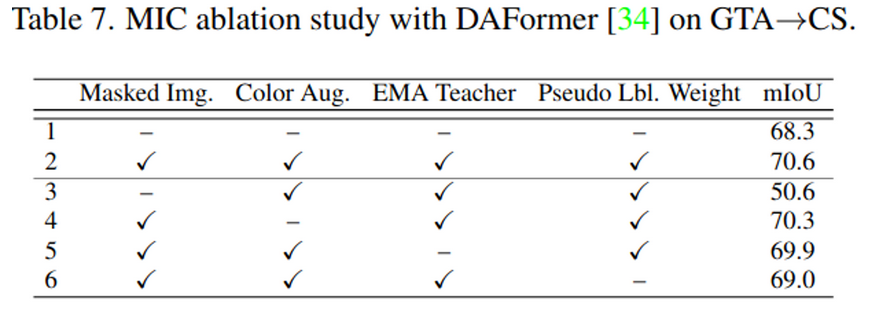 Table 7. MIC ablation study with DAFormer [34] on GTA→CS.
Masked Img. Color Aug. EMA Teacher Pseudo Lbl. Weight mIoU
1 – – – – 68.3
2 ✓ ✓ ✓ ✓ 70.6
3 – ✓ ✓ ✓ 50.6
4 ✓ – ✓ ✓ 70.3
5 ✓ ✓ – ✓ 69.9
6 ✓ ✓ ✓ – 69.0